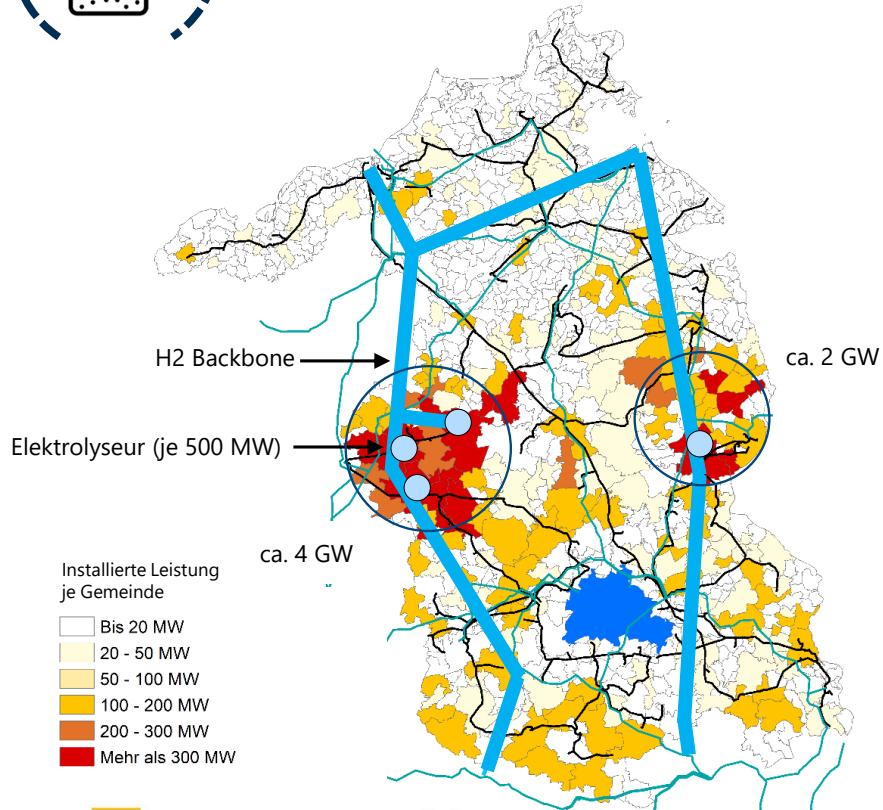 H2 Backbone
ca. 2 GW
Elektrolyseur (je 500 MW)
ca. 4 GW
Installierte Leistung
je Gemeinde
Bis 20 MW
20 - 50 MW
50 - 100 MW
100 - 200 MW
200 - 300 MW
Mehr als 300 MW